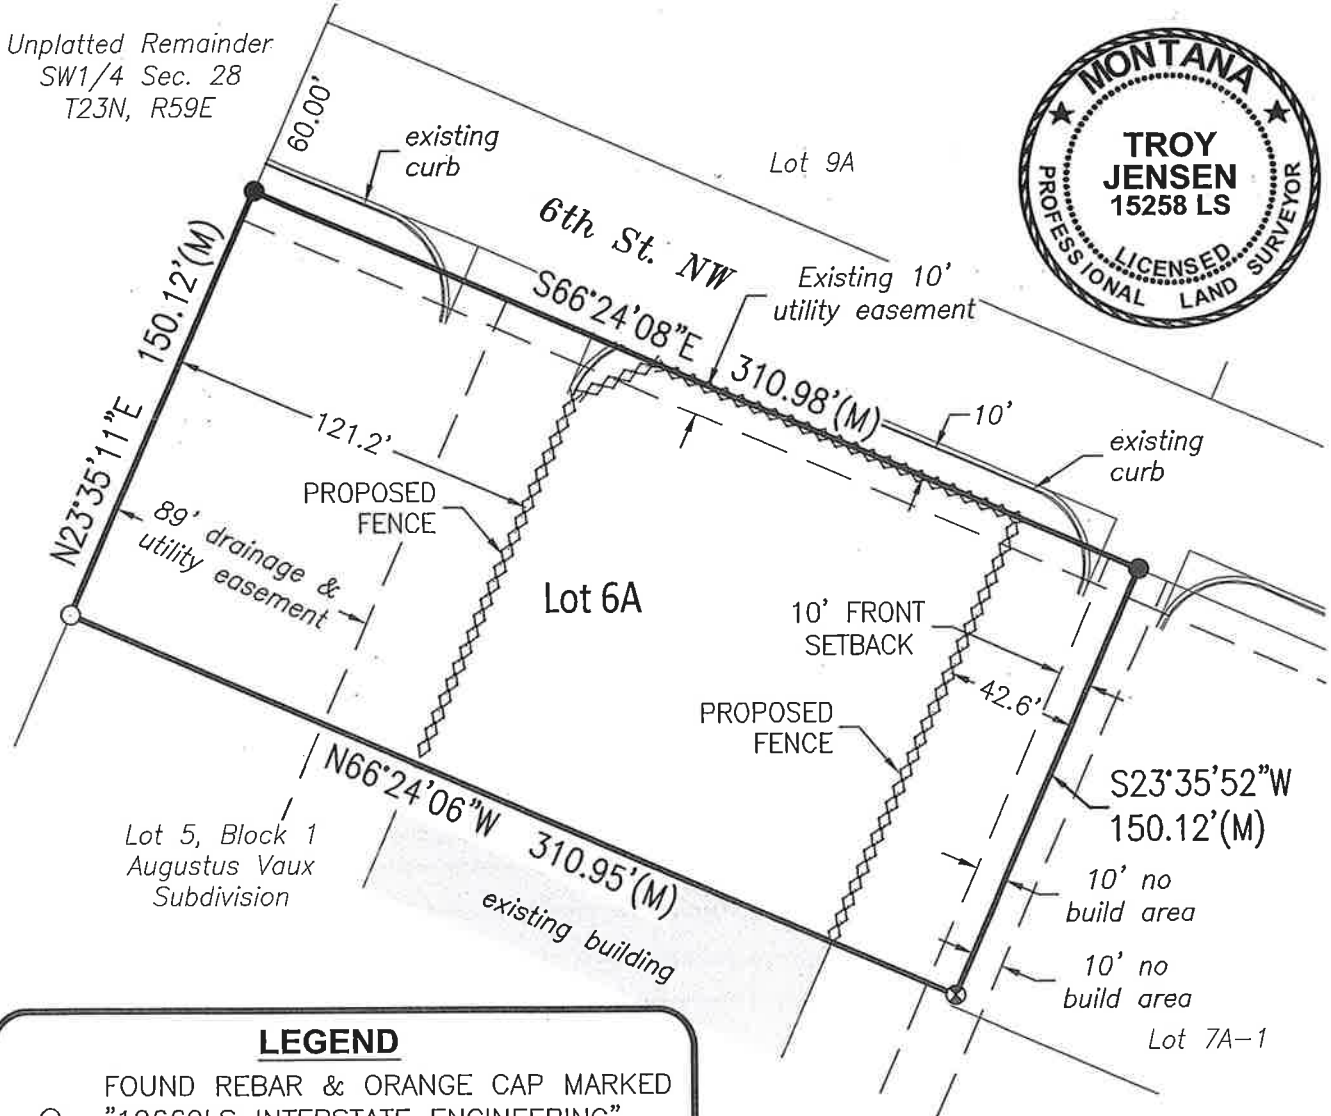 Unplatted Remainder
SW1/4 Sec. 28
T23N, R59E
60.00'
existing
curb
Lot 9A
MONTANA
TROY
JENSEN
15258 LS
LICENSED
PROFESSIONAL LAND SURVEYOR
6th St. NW
Existing 10'
utility easement
150.12'(M)
N23°35'11"E
S66°24'08"E 310.98'(M)
10'
existing
curb
121.2'
PROPOSED
FENCE
89' drainage &
utility easement
Lot 6A
10' FRONT
SETBACK
42.6'
PROPOSED
FENCE
S23°35'52"W
150.12'(M)
N66°24'06"W 310.95'(M)
Lot 5, Block 1
Augustus Vaux
Subdivision
existing building
10' no
build area
10' no
build area
Lot 7A-1
LEGEND
FOUND REBAR & ORANGE CAP MARKED
INTERSTATE ENGINEERING"